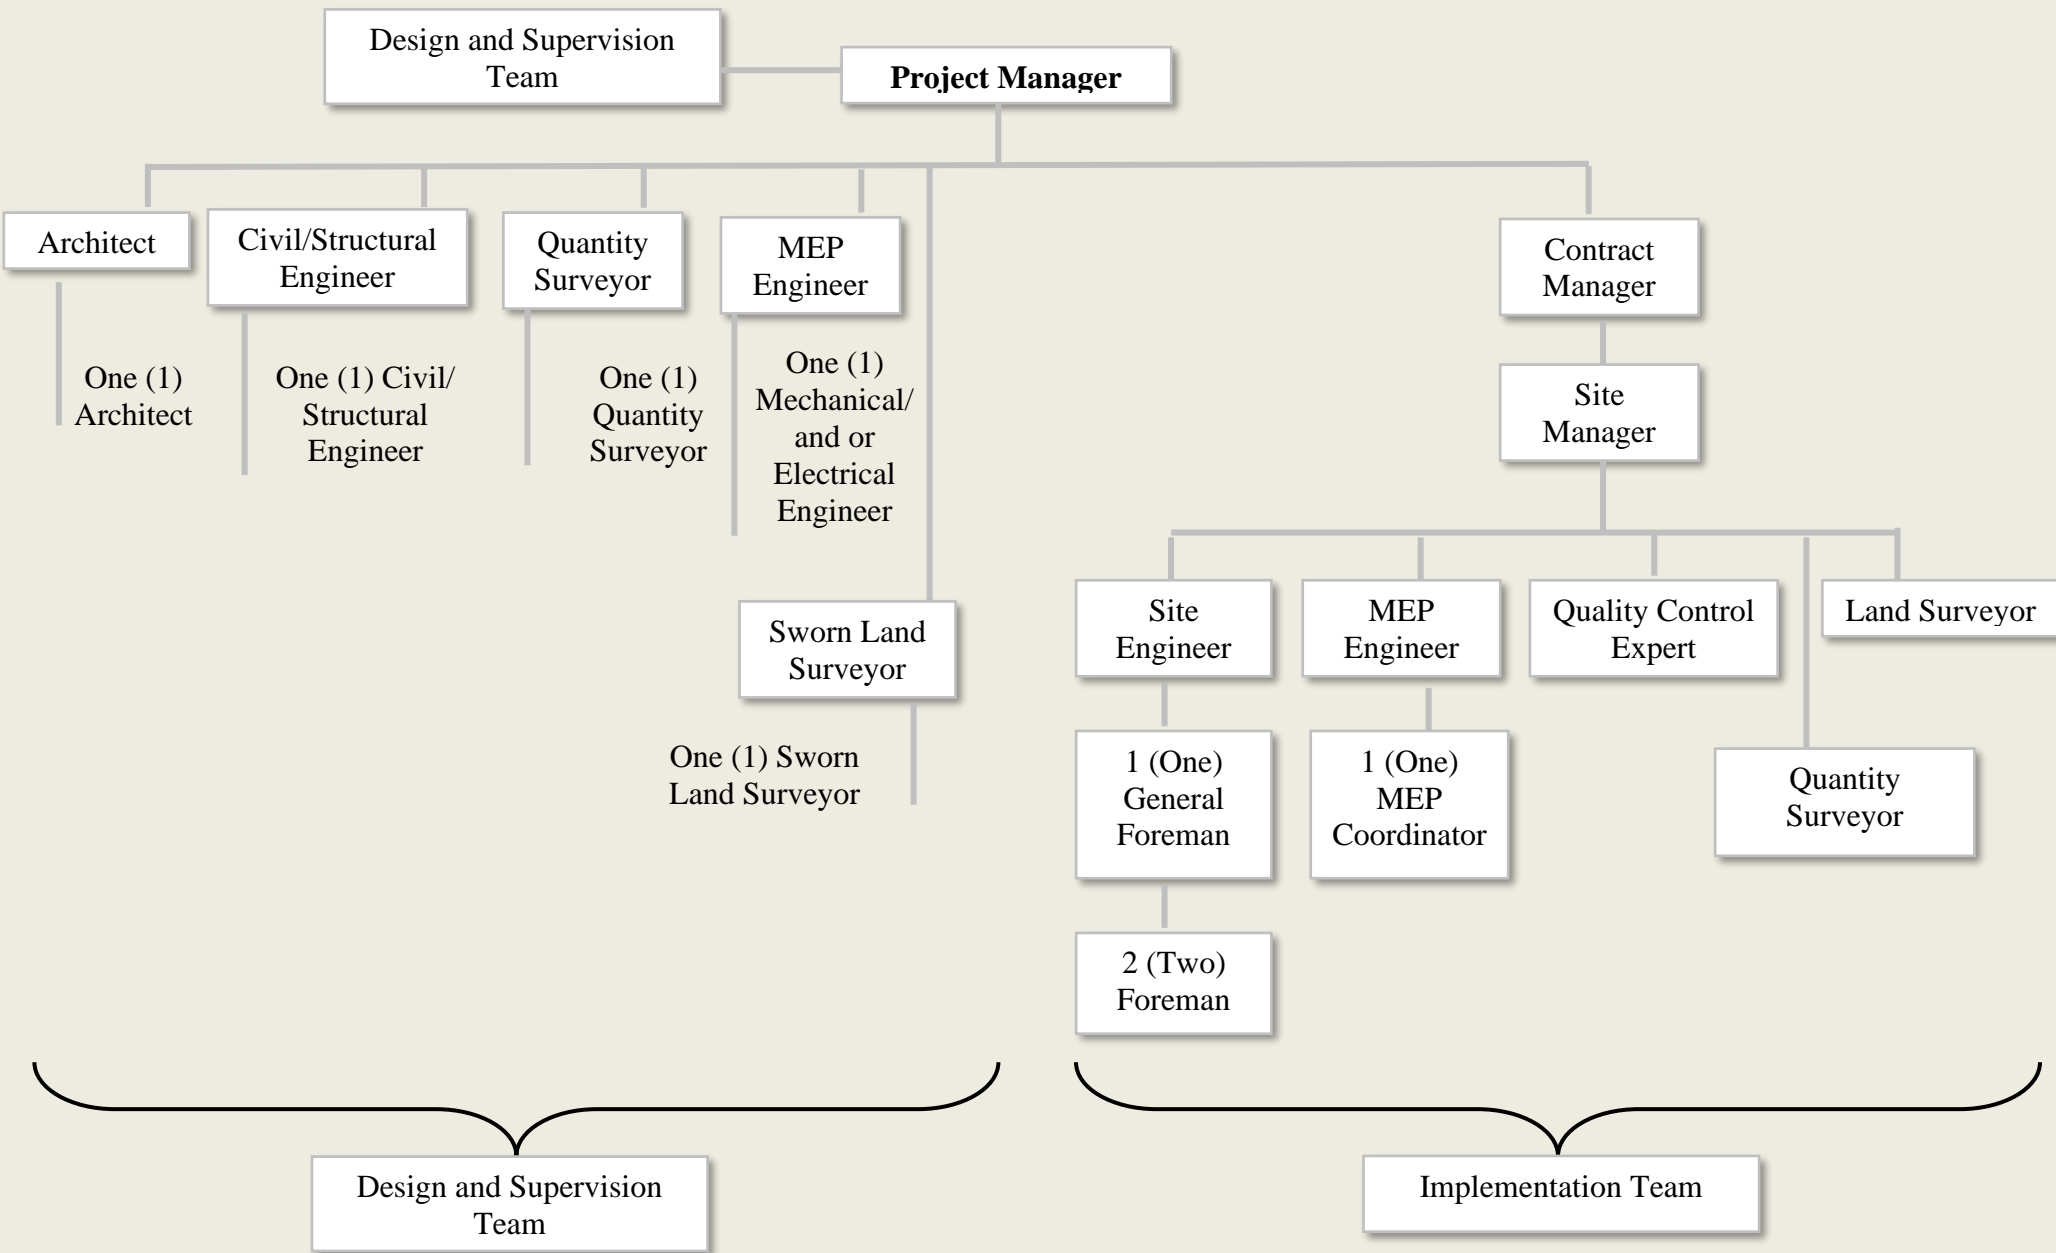 Design and Supervision
Team
Project Manager
Architect
Civil/Structural
Engineer
Quantity
Surveyor
MEP
Engineer
Contract
Manager
One (1)
Architect
One (1) Civil/
Structural
Engineer
One (1)
Quantity
Surveyor
One (1)
Mechanical/
and or
Electrical
Engineer
Site
Manager
Sworn Land
Surveyor
One (1) Sworn
Land Surveyor
Site
Engineer
MEP
Engineer
Quality Control
Expert
Land Surveyor
1 (One)
General
Foreman
1 (One)
MEP
Coordinator
Quantity
Surveyor
2 (Two)
Foreman
Design and Supervision
Team
Implementation Team